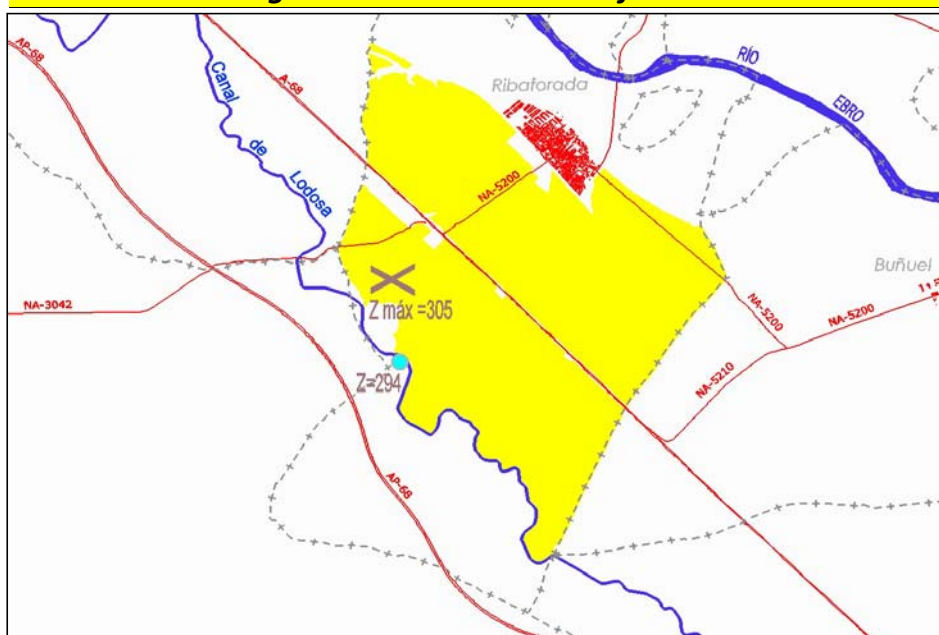 AP-68
Canal
de
Lodosa
A-68
Ribaforada
RÍO
EBRO
NA-5200
Buñuel
NA-3042
Z máx =305
Z=294
NA-5200
NA-5200
NA-5210
AP-68